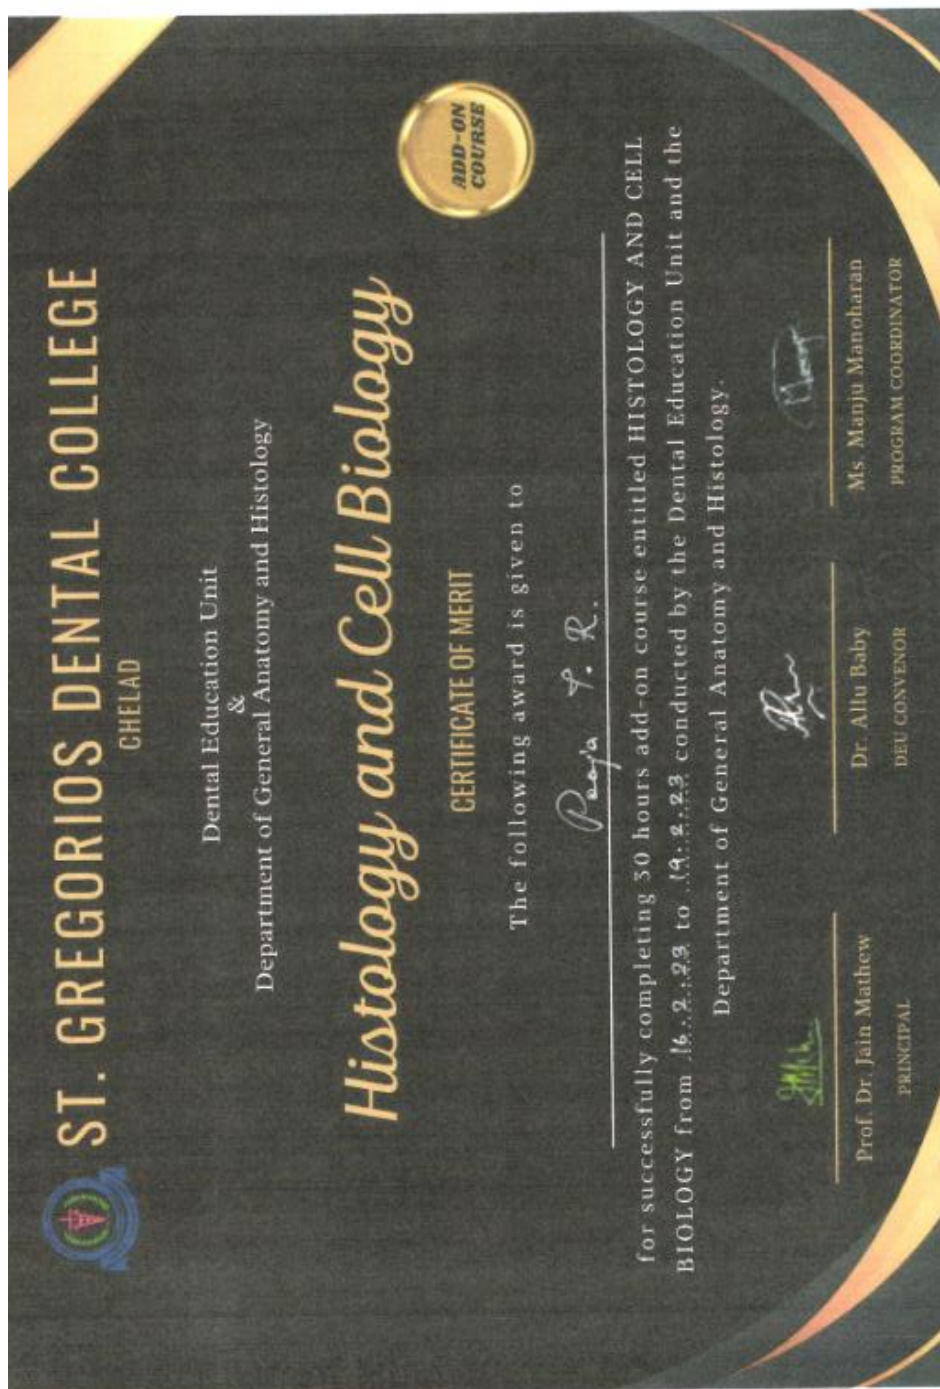 ST. GREGORIOS DENTAL COLLEGE
CHELAD
Dental Education Unit
&
Department of General Anatomy and Histology
Histology and Cell Biology
ADD-ON
COURSE
CERTIFICATE OF MERIT
The following award is given to
Pooja T. R.
for successfully completing 30 hours add-on course entitled HISTOLOGY AND CELL
BIOLOGY from 16.2.23 to 19.2.23 conducted by the Dental Education Unit and the
Department of General Anatomy and Histology.
Prof. Dr. Jain Mathew
PRINCIPAL
Dr. Allu Baby
DEU CONVENOR
Ms. Manju Manoharan
PROGRAM COORDINATOR